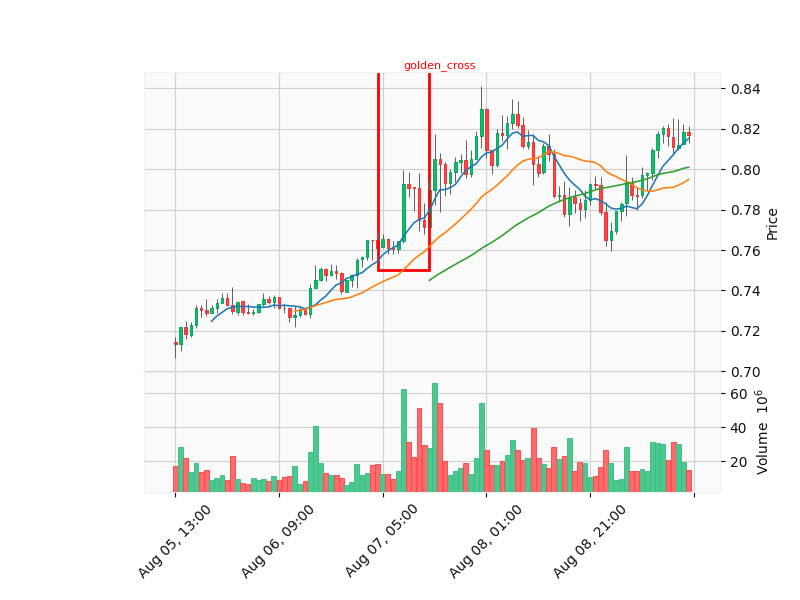 golden_cross
0.84
0.82
0.80
0.78
0.76
0.74
0.72
0.70
Price
60
40
20
Volume 10^6
Aug 05, 13:00
Aug 06, 09:00
Aug 07, 05:00
Aug 08, 01:00
Aug 08, 21:00